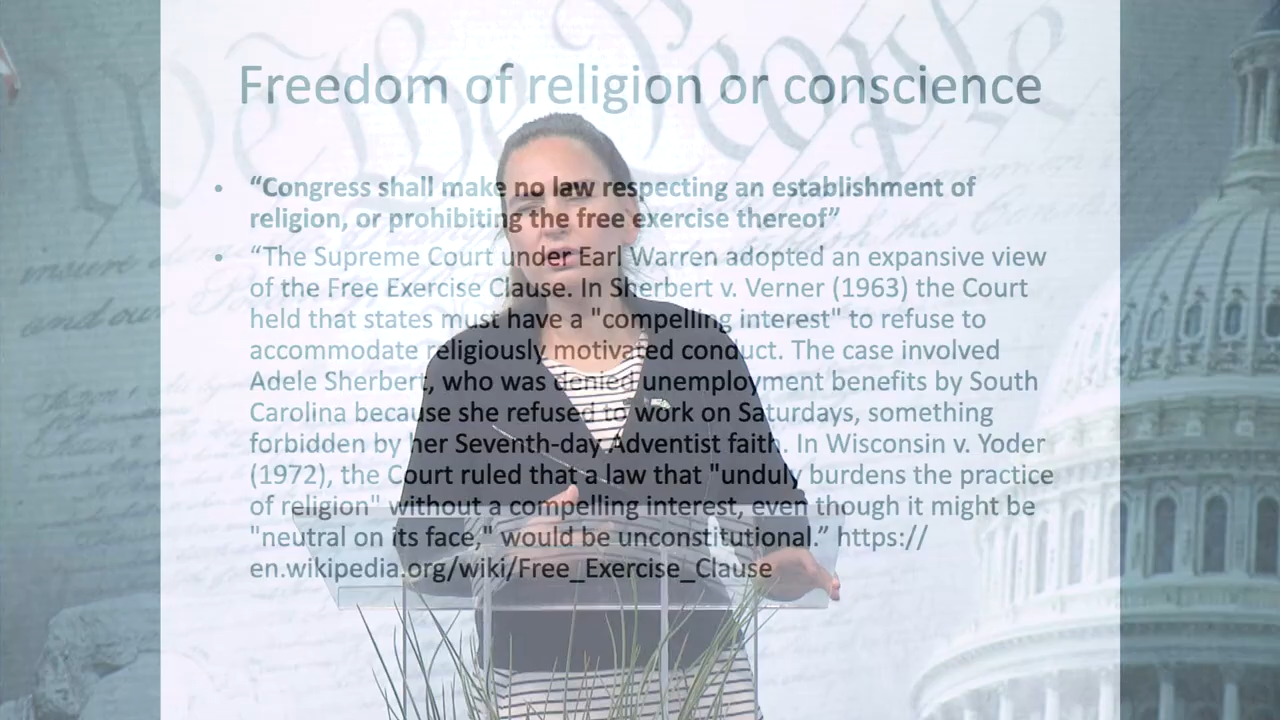 We the People
Freedom of religion or conscience
• “Congress shall make no law respecting an establishment of
religion, or prohibiting the free exercise thereof”
• “The Supreme Court under Earl Warren adopted an expansive view
of the Free Exercise Clause. In Sherbert v. Verner (1963) the Court
held that states must have a "compelling interest" to refuse to
accommodate religiously motivated conduct. The case involved
Adele Sherbert, who was denied unemployment benefits by South
Carolina because she refused to work on Saturdays, something
forbidden by her Seventh-day Adventist faith. In Wisconsin v. Yoder
(1972), the Court ruled that a law that "unduly burdens the practice
of religion" without a compelling interest, even though it might be
"neutral on its face," would be unconstitutional.” https://
en.wikipedia.org/wiki/Free_Exercise_Clause
insure
and our